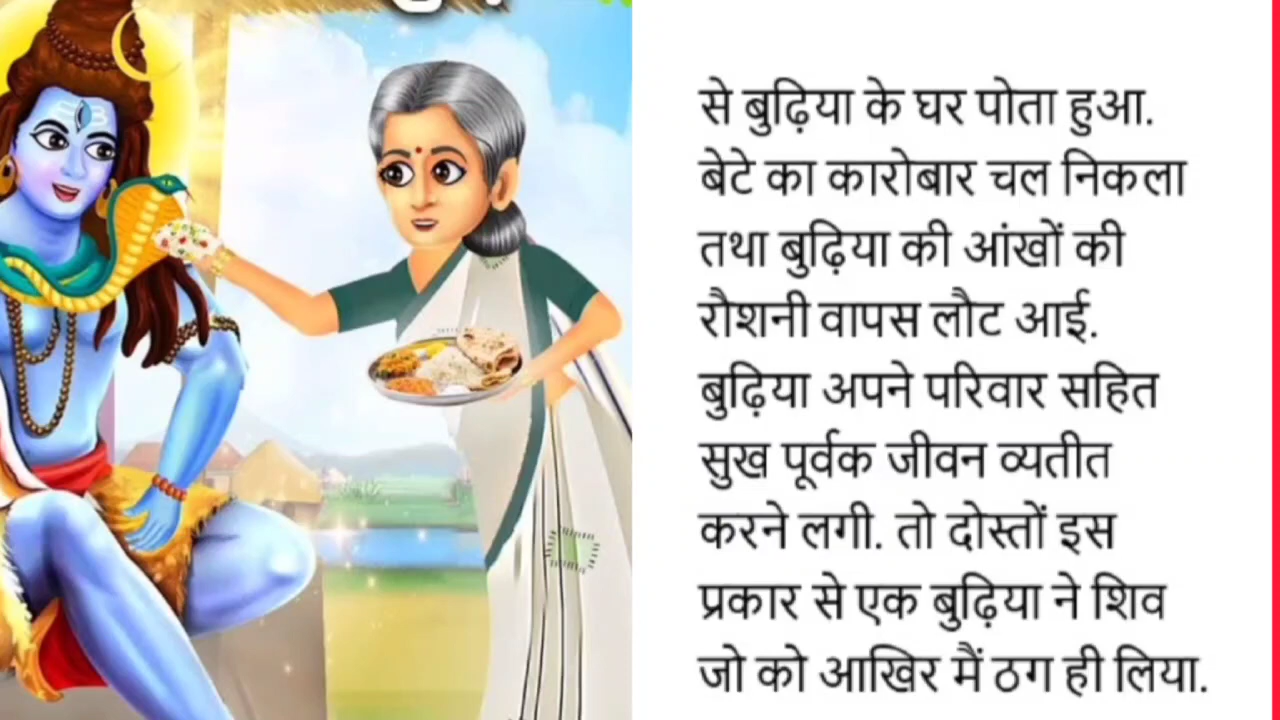 से बुढ़िया के घर पोता हुआ.
बेटे का कारोबार चल निकला
तथा बुढ़िया की आंखों की
रौशनी वापस लौट आई.
बुढ़िया अपने परिवार सहित
सुख पूर्वक जीवन व्यतीत
करने लगी. तो दोस्तों इस
प्रकार से एक बुढ़िया ने शिव
जो को आखिर मैं ठग ही लिया.